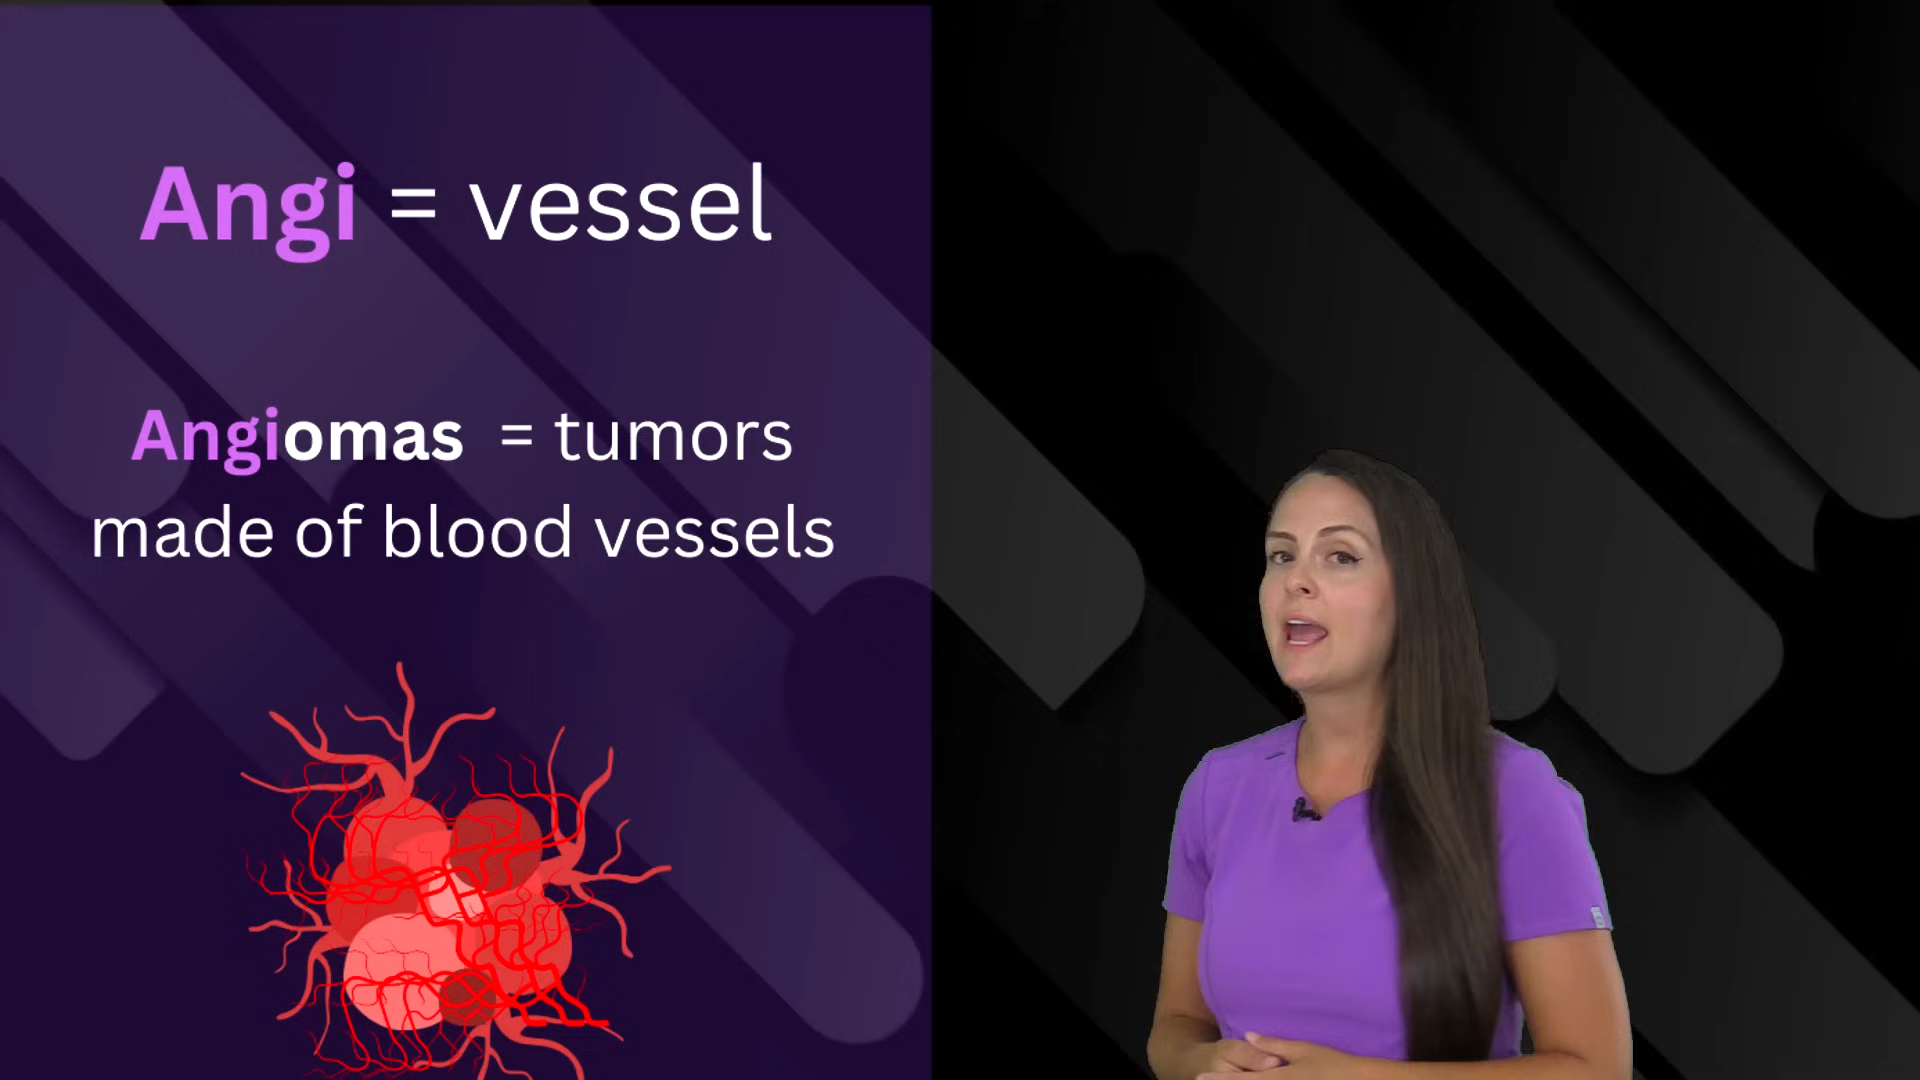 Angi = vessel
Angiomas = tumors
made of blood vessels